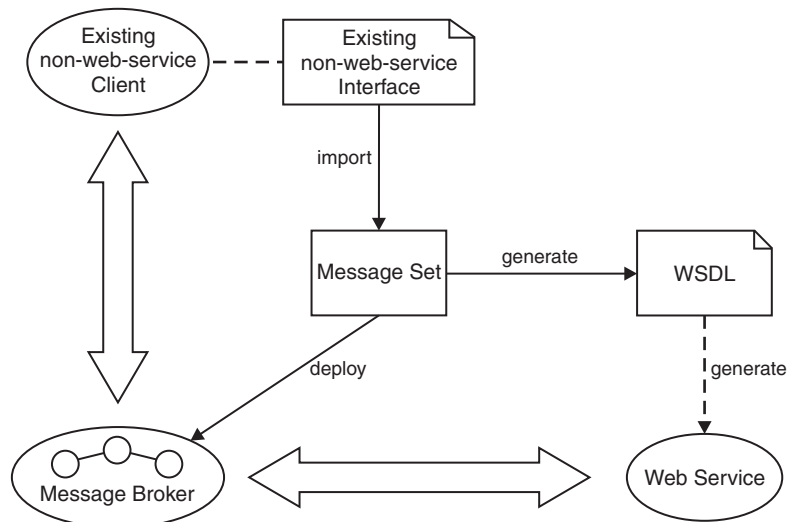 Existing
non-web-service
Client
Existing
non-web-service
Interface
import
Message Set
generate
WSDL
deploy
generate
Message Broker
Web Service